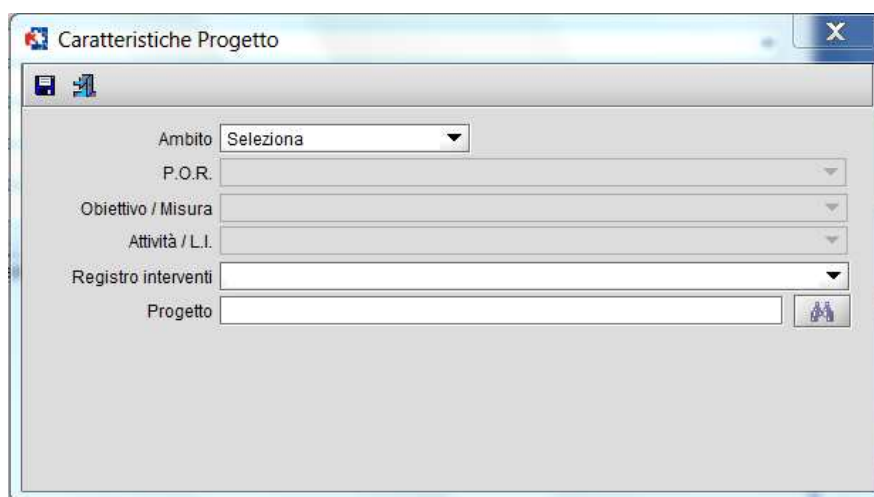 Caratteristiche Progetto
X
Ambito Seleziona
P.O.R.
Obiettivo / Misura
Attività / L.I.
Registro interventi
Progetto